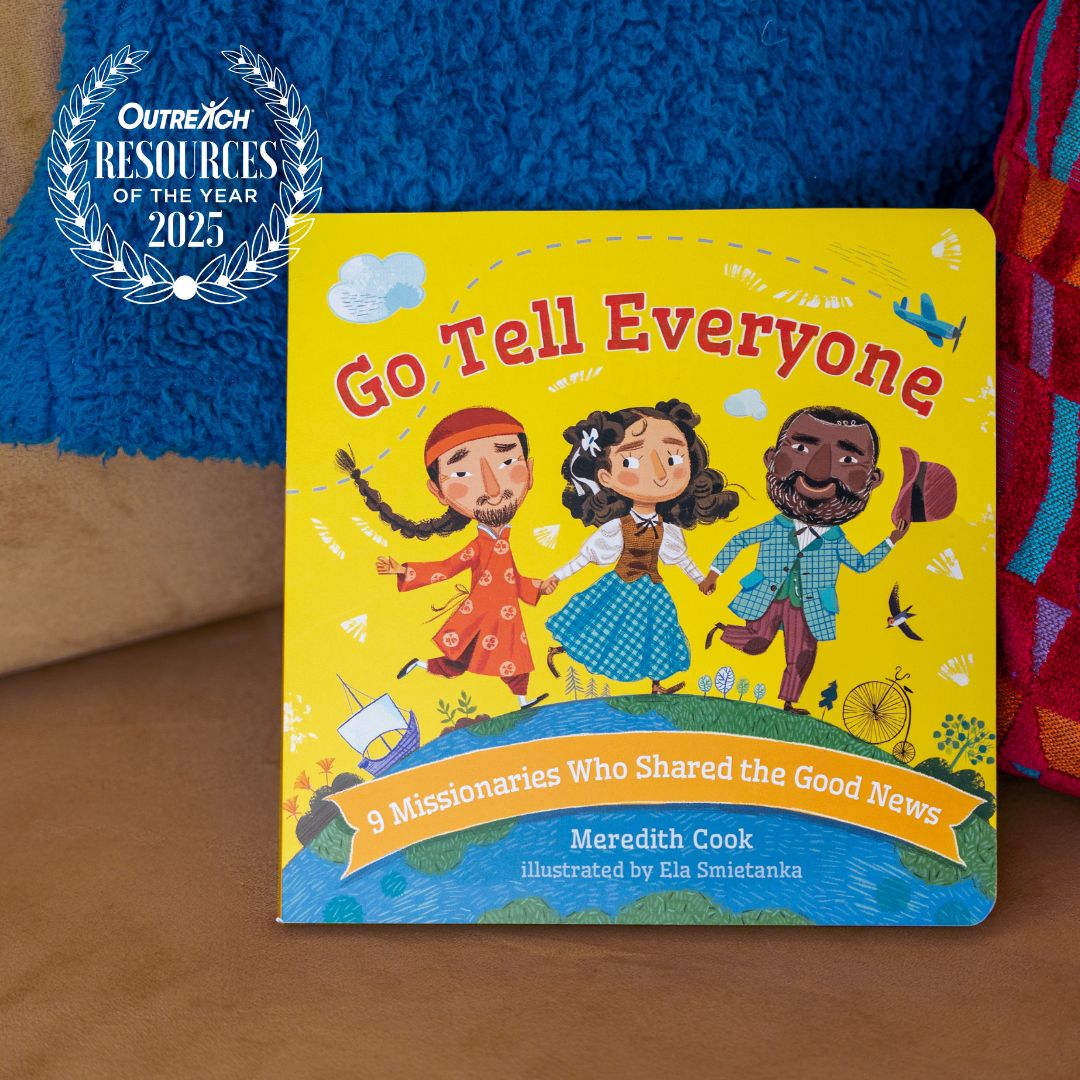 OUTREACH
RESOURCES
OF THE YEAR
2025
Go Tell Everyone
9 Missionaries Who Shared the Good News
Meredith Cook
illustrated by Ela Smietanka